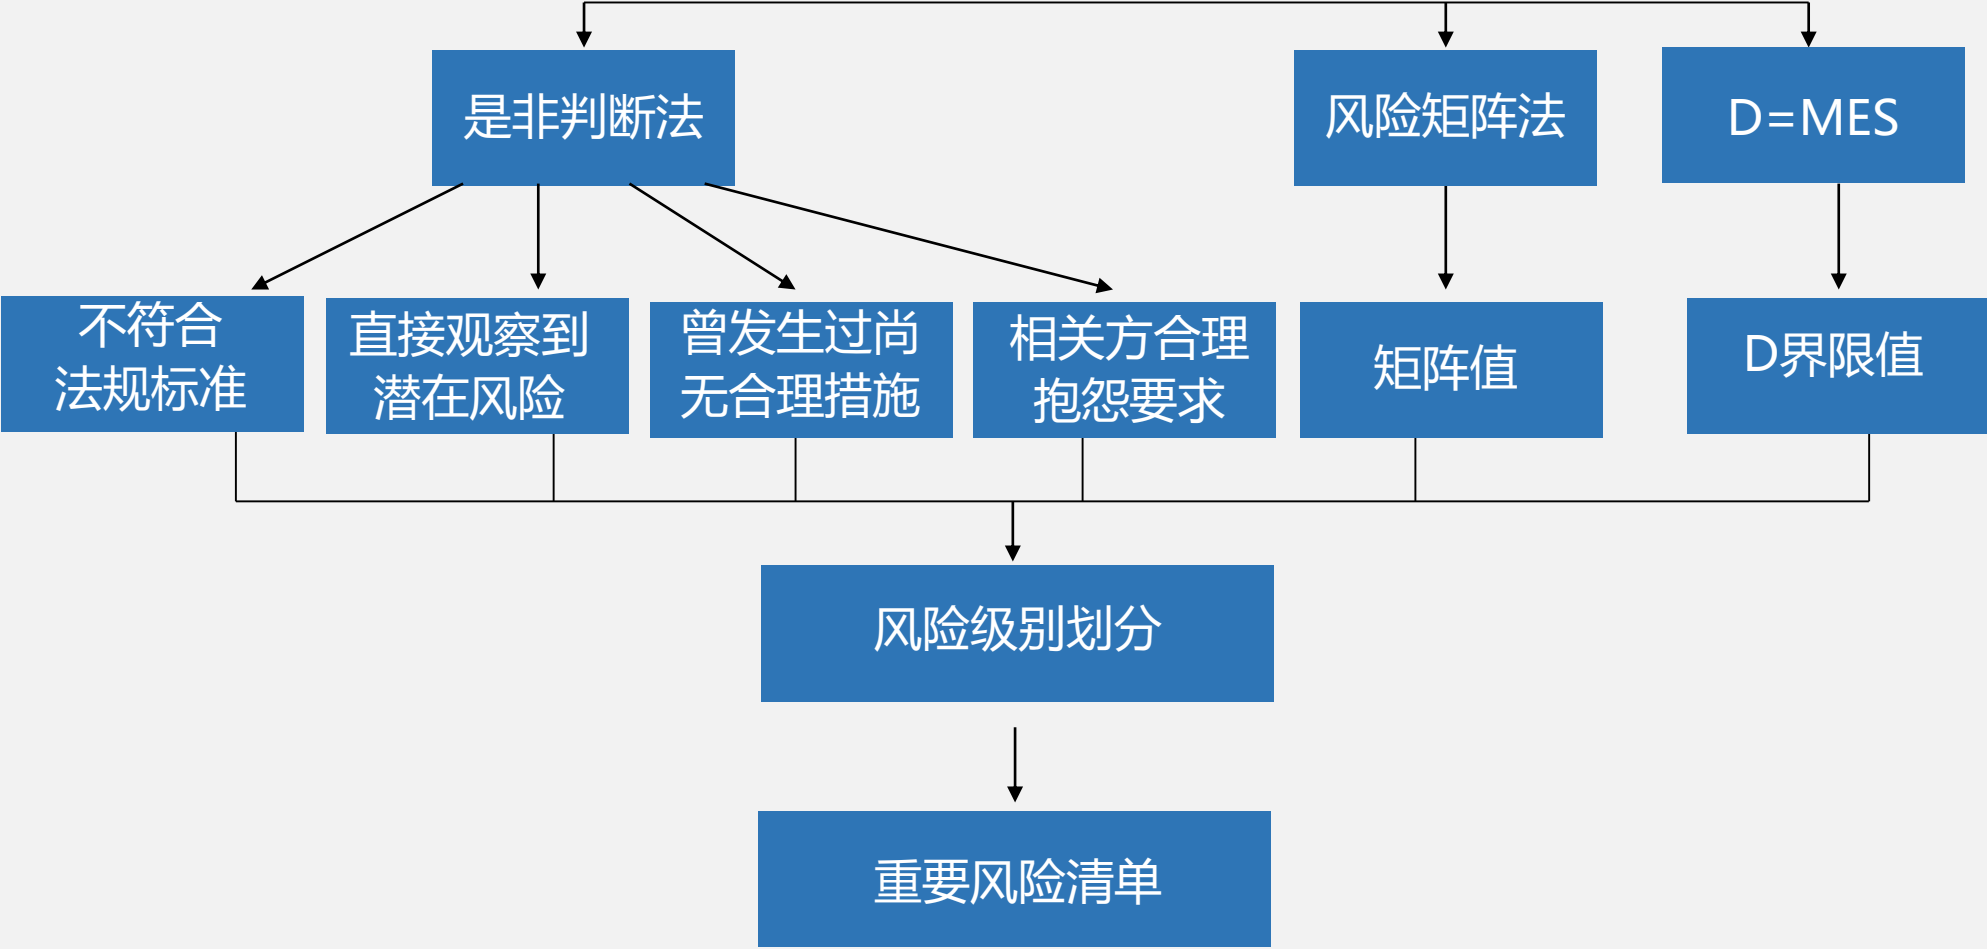 是非判断法
风险矩阵法
D=MES
不符合
法规标准
直接观察到
潜在风险
曾发生过尚
无合理措施
相关方合理
抱怨要求
矩阵值
D界限值
风险级别划分
重要风险清单